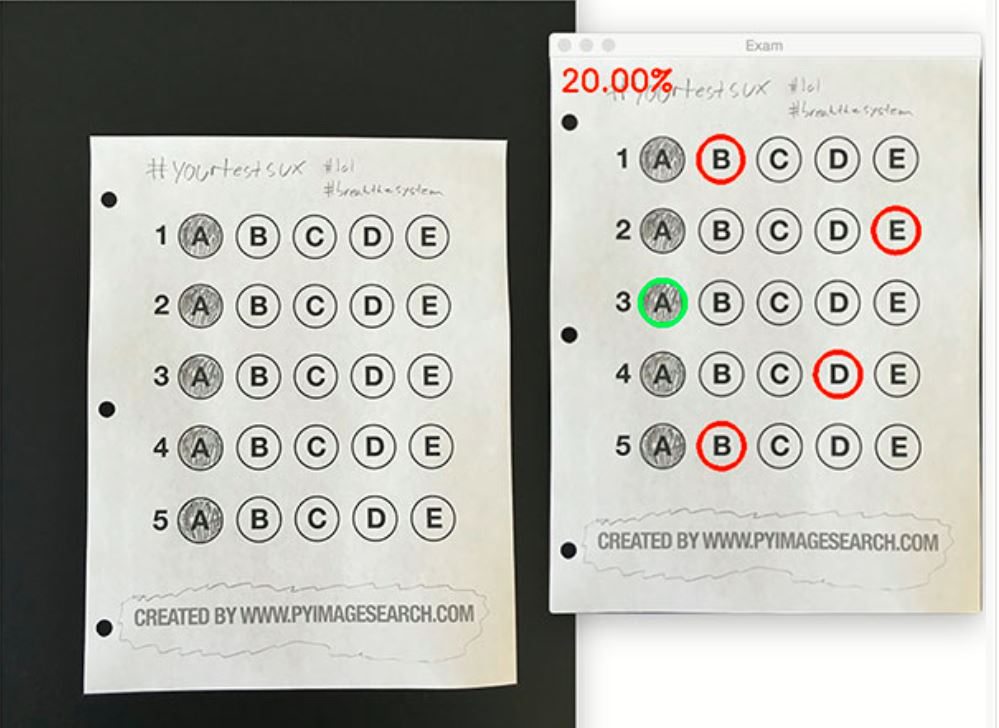 #yourtestsux #lol
#breakthesystem
1 A B C D E
2 A B C D E
3 A B C D E
4 A B C D E
5 A B C D E
CREATED BY WWW.PYIMAGESEARCH.COM
Exam
20.00%
#yourtestsux #lol
#breakthesystem
1 A B C D E
2 A B C D E
3 A B C D E
4 A B C D E
5 A B C D E
CREATED BY WWW.PYIMAGESEARCH.COM